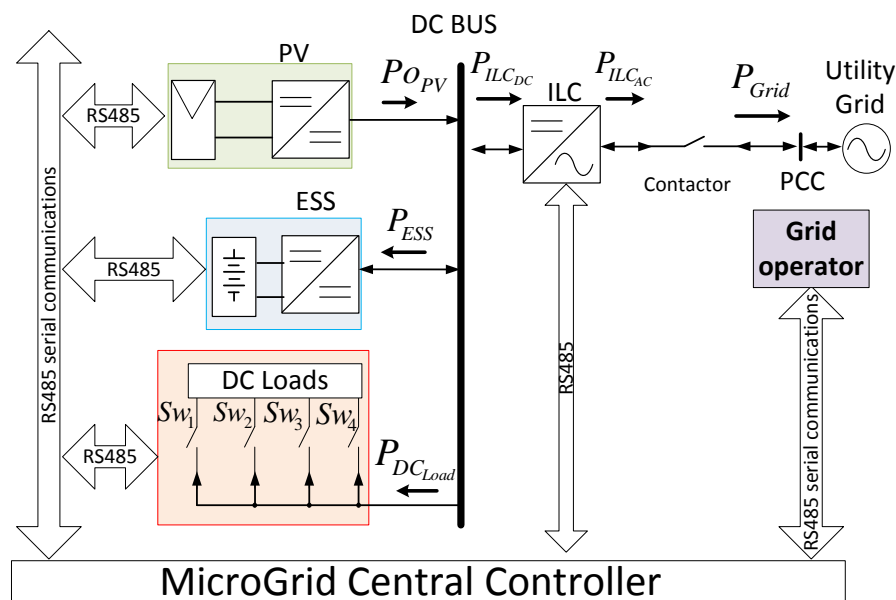 DC BUS
PV
Po_PV
P_ILC_DC
P_ILC_AC
ILC
P_Grid
Utility
Grid
RS485
Contactor
PCC
ESS
P_ESS
RS485
Grid
operator
RS485 serial communications
DC Loads
Sw_1
Sw_2
Sw_3
Sw_4
RS485
P_DC_Load
RS485
RS485 serial communications
MicroGrid Central Controller